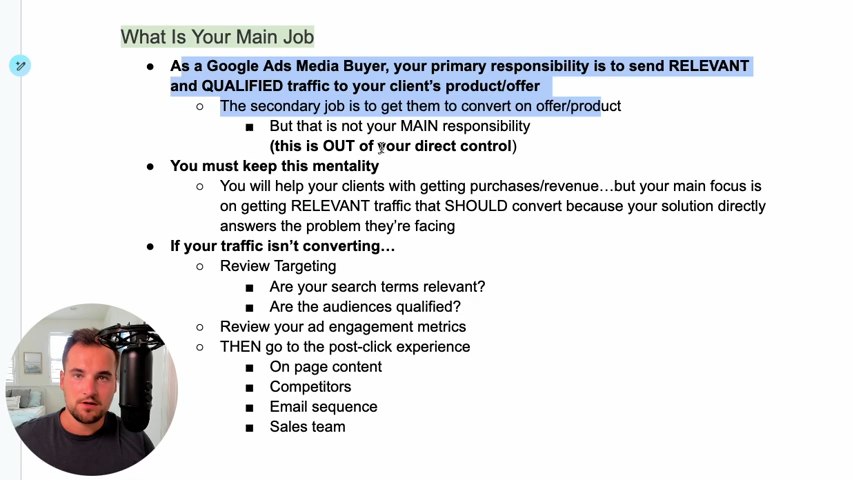 What Is Your Main Job
● As a Google Ads Media Buyer, your primary responsibility is to send RELEVANT
and QUALIFIED traffic to your client's product/offer
○ The secondary job is to get them to convert on offer/product
■ But that is not your MAIN responsibility
(this is OUT of your direct control)
● You must keep this mentality
○ You will help your clients with getting purchases/revenue…but your main focus is
on getting RELEVANT traffic that SHOULD convert because your solution directly
answers the problem they're facing
● If your traffic isn't converting…
○ Review Targeting
■ Are your search terms relevant?
■ Are the audiences qualified?
○ Review your ad engagement metrics
○ THEN go to the post-click experience
■ On page content
■ Competitors
■ Email sequence
■ Sales team